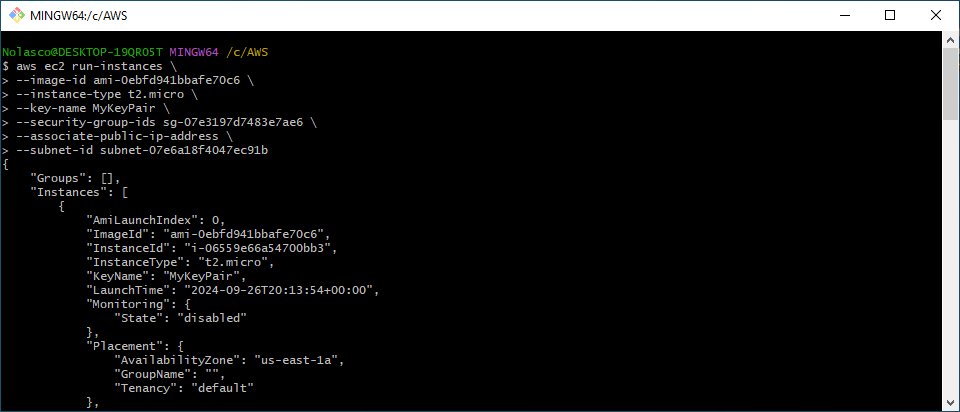 MINGW64:/c/AWS
Nolasco@DESKTOP-19QRO5T MINGW64 /c/AWS
$ aws ec2 run-instances \
> --image-id ami-0ebfd941bbafe70c6 \
> --instance-type t2.micro \
> --key-name MyKeyPair \
> --security-group-ids sg-07e3197d7483e7ae6 \
> --associate-public-ip-address \
> --subnet-id subnet-07e6a18f4047ec91b
{
    "Groups": [],
    "Instances": [
        {
            "AmiLaunchIndex": 0,
            "ImageId": "ami-0ebfd941bbafe70c6",
            "InstanceId": "i-06559e66a54700bb3",
            "InstanceType": "t2.micro",
            "KeyName": "MyKeyPair",
            "LaunchTime": "2024-09-26T20:13:54+00:00",
            "Monitoring": {
                "State": "disabled"
            },
            "Placement": {
                "AvailabilityZone": "us-east-1a",
                "GroupName": "",
                "Tenancy": "default"
            },